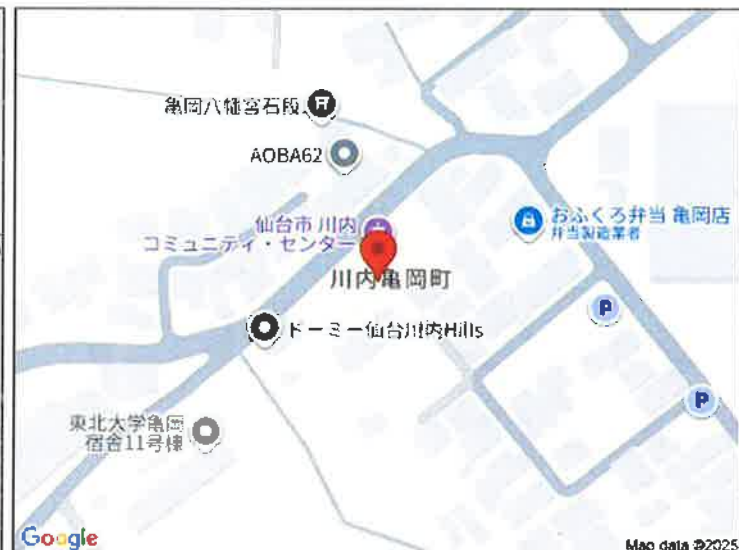 亀岡八幡宮石段
AOBA62
仙台市 川内
コミュニティ・センター
おふくろ弁当 亀岡店
弁当製造業者
川内亀岡町
ドーミー仙台川内Hills
P
P
東北大学亀岡
宿舎11号棟
Google
Map data ©2025